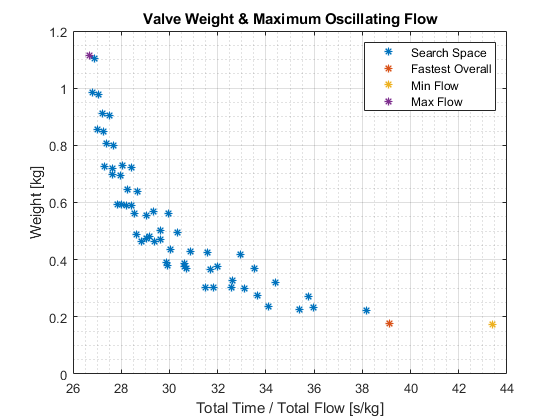 Valve Weight & Maximum Oscillating Flow
1.2
1
0.8
0.6
0.4
0.2
0
Weight [kg]
Search Space
Fastest Overall
Min Flow
Max Flow
26 28 30 32 34 36 38 40 42 44
Total Time / Total Flow [s/kg]